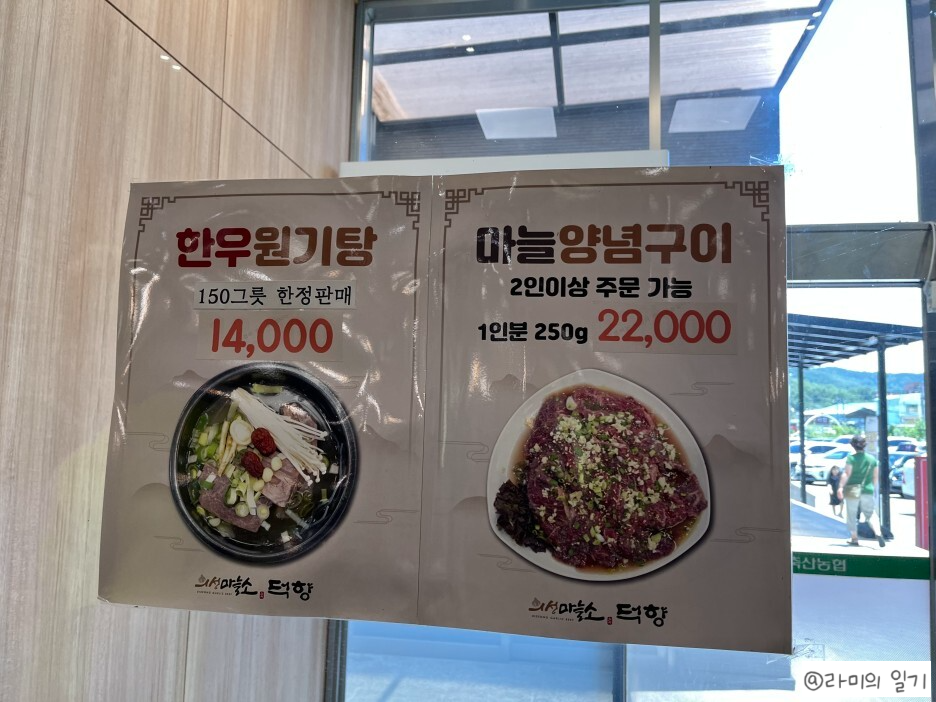 한우원기탕
150그릇 한정판매
14,000
의성마늘소 덕향
마늘양념구이
2인이상 주문 가능
1인분 250g 22,000
의성마늘소 덕향
축산농협
@라미의 일기